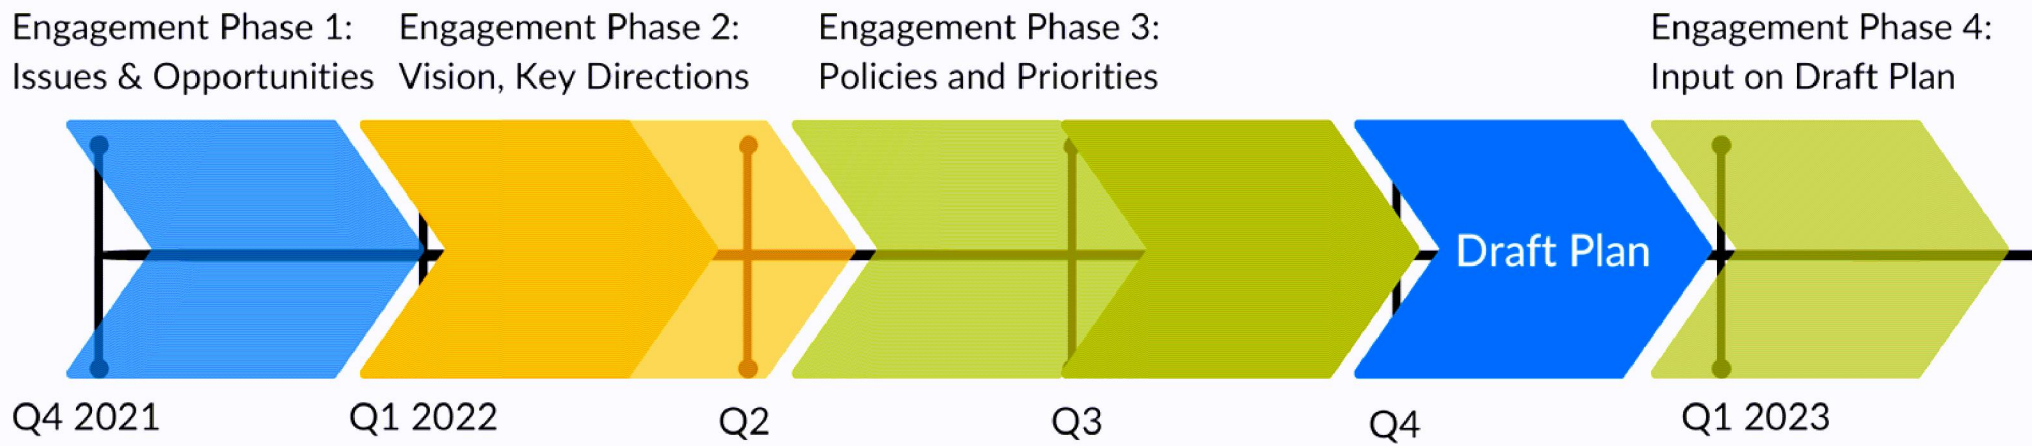 Engagement Phase 1:
Issues & Opportunities
Engagement Phase 2:
Vision, Key Directions
Engagement Phase 3:
Policies and Priorities
Engagement Phase 4:
Input on Draft Plan
Draft Plan
Q4 2021
Q1 2022
Q2
Q3
Q4
Q1 2023